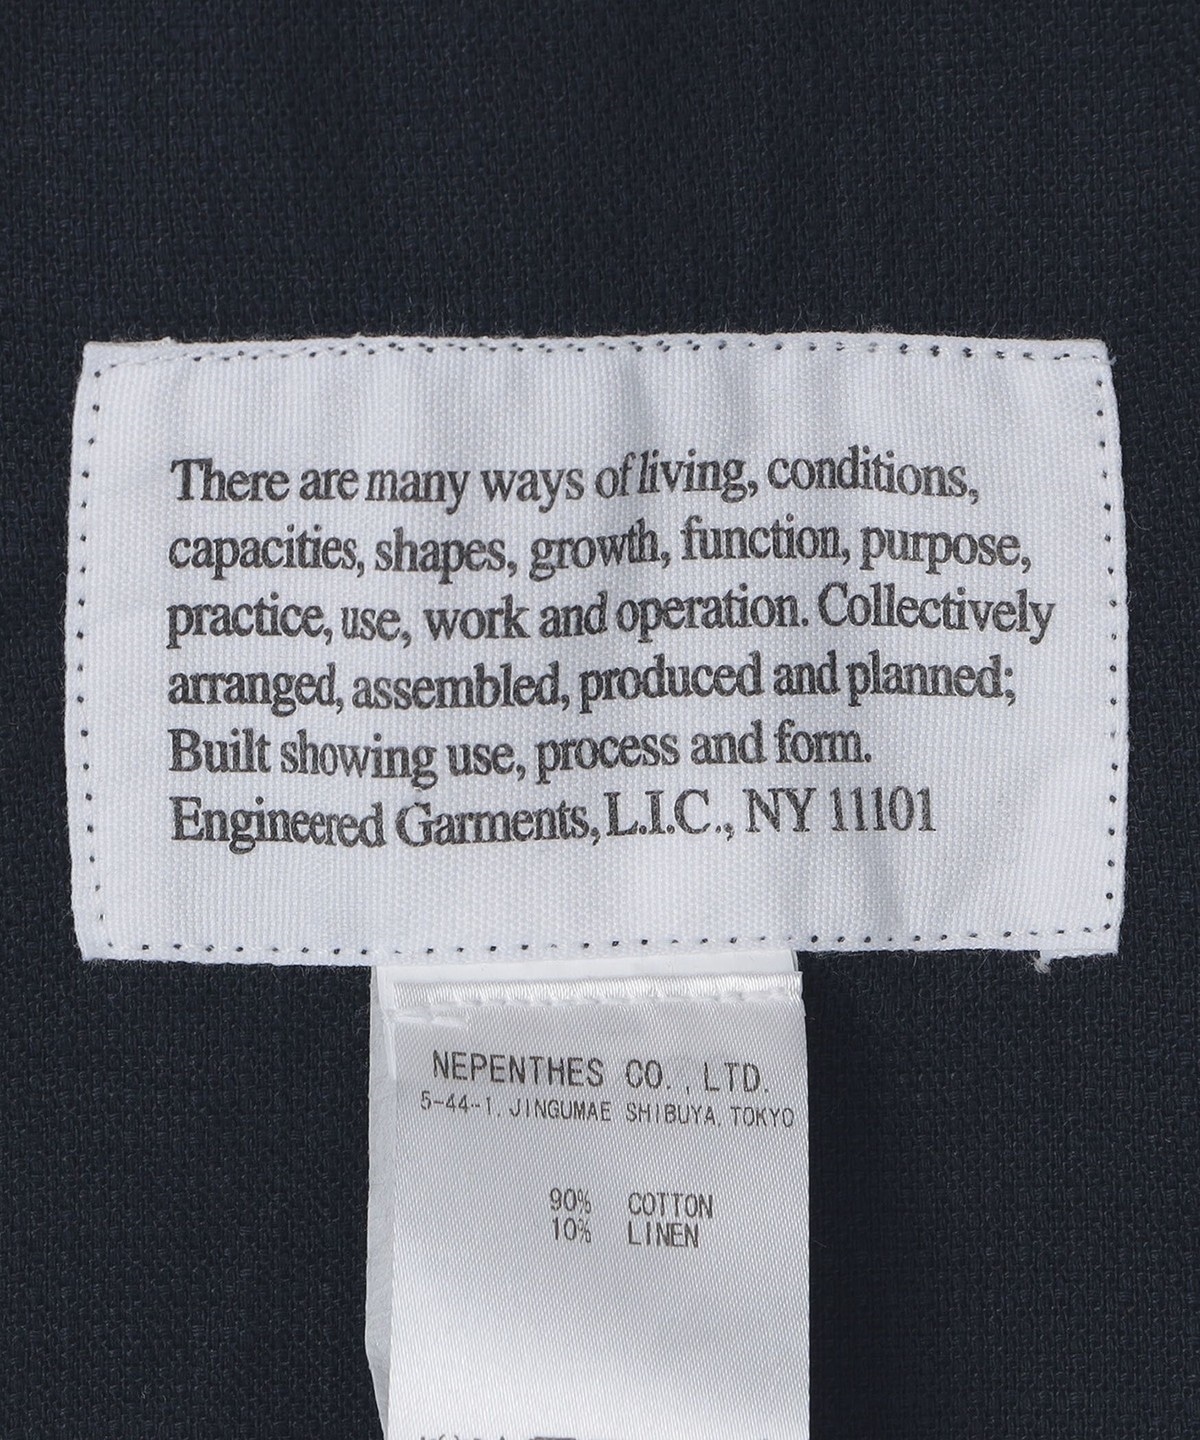 There are many ways of living, conditions,
capacities, shapes, growth, function, purpose,
practice, use, work and operation. Collectively
arranged, assembled, produced and planned;
Built showing use, process and form.
Engineered Garments, L.I.C., NY 11101
NEPENTHES CO., LTD.
5-44-1, JINGUMAE SHIBUYA, TOKYO
90% COTTON
10% LINEN